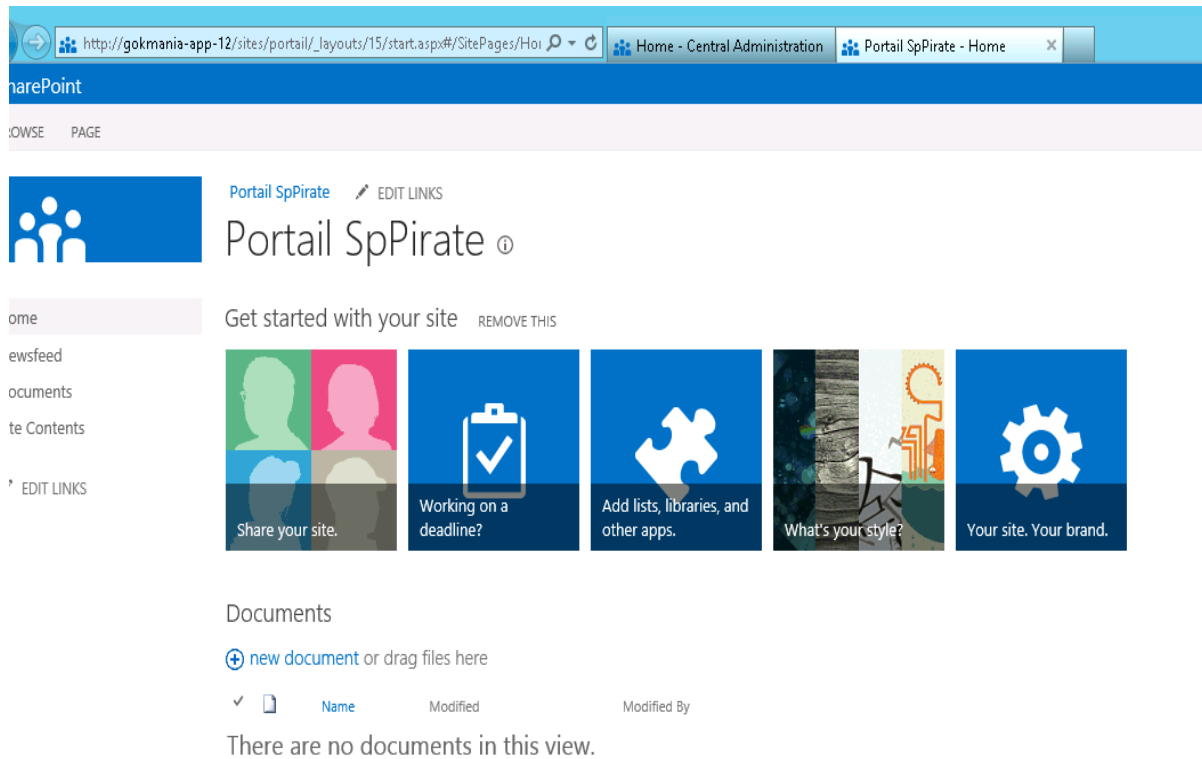 http://gokmania-app-12/sites/portail/_layouts/15/start.aspx#/SitePages/Hoi
Home - Central Administration
Portail SpPirate - Home
harePoint
ROWSE PAGE
Portail SpPirate EDIT LINKS
Portail SpPirate
ome
ewsfeed
ocuments
te Contents
EDIT LINKS
Get started with your site REMOVE THIS
Share your site.
Working on a
deadline?
Add lists, libraries, and
other apps.
What's your style?
Your site. Your brand.
Documents
new document or drag files here
Name Modified Modified By
There are no documents in this view.